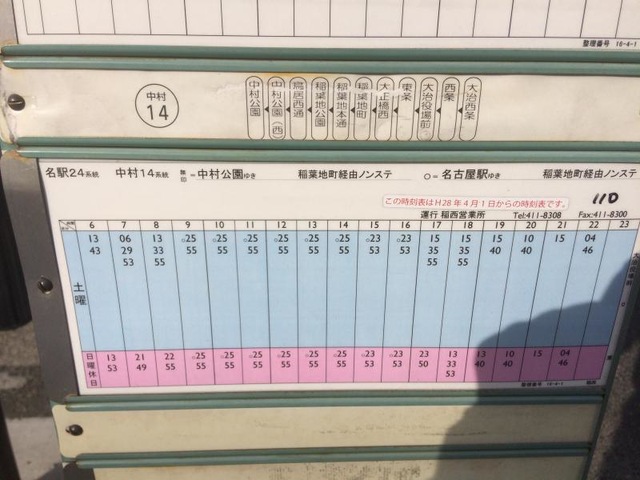 整理番号 16-4-1
中村
14
中村公園
中村公園(西)
鳥居西通
稲葉地公園
稲葉地本通
稲葉地町
大正橋西
東条
大治役場前
西条
大治西条
名駅24系統 中村14系統 無印=中村公園ゆき 稲葉地町経由ノンステ ○=名古屋駅ゆき 稲葉地町経由ノンステ
この時刻表はH28年4月1日からの時刻表です。 110
運行 稲西営業所 Tel:411-8308 Fax:411-8300
6 7 8 9 10 11 12 13 14 15 16 17 18 19 20 21 22 23
土曜
13 06 13 ○25 ○25 ○25 ○25 ○25 ○25 ○23 ○23 15 15 15 10 15 04
43 29 33 55 55 55 55 55 55 53 55 35 35 40 40 46
53 55 55 55
日曜休日
13 21 22 ○25 ○25 ○25 ○25 ○25 ○25 ○23 ○23 23 13 13 10 15 04
53 49 55 55 55 55 55 55 55 53 53 50 33 40 40 46
53
整理番号 16-4-1